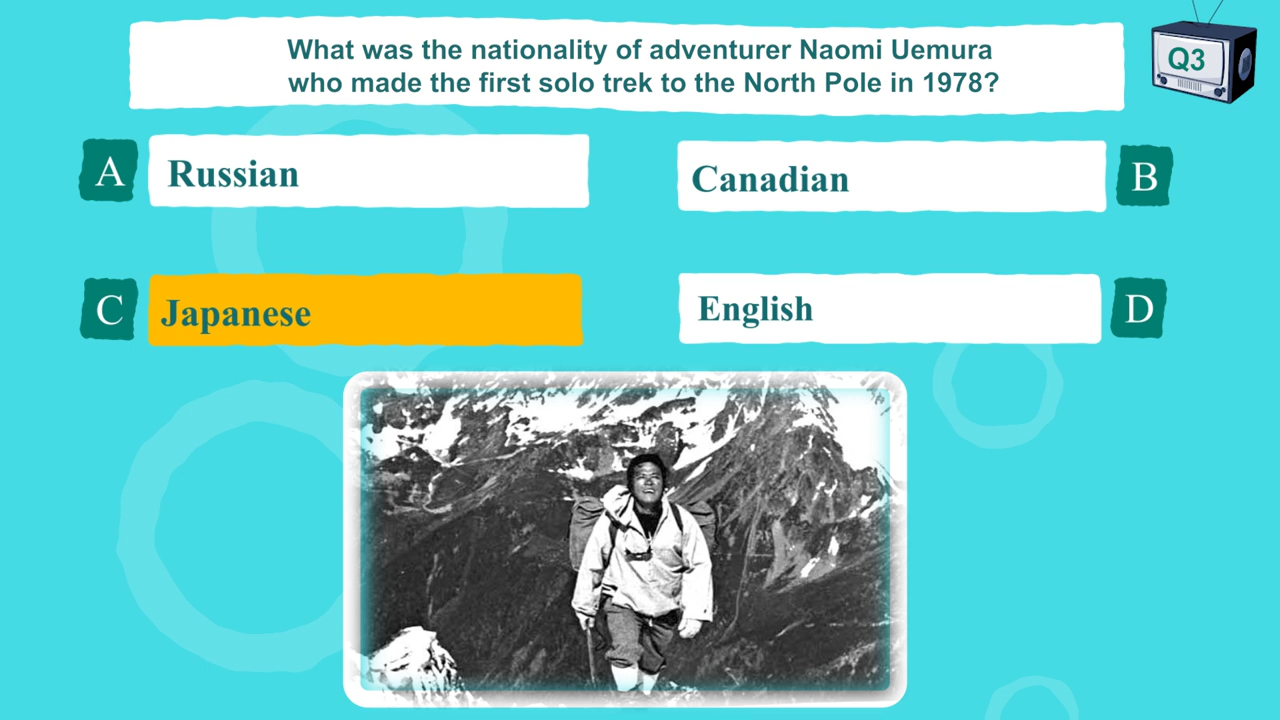 What was the nationality of adventurer Naomi Uemura
who made the first solo trek to the North Pole in 1978?
Q3
A Russian
Canadian B
C Japanese
English D